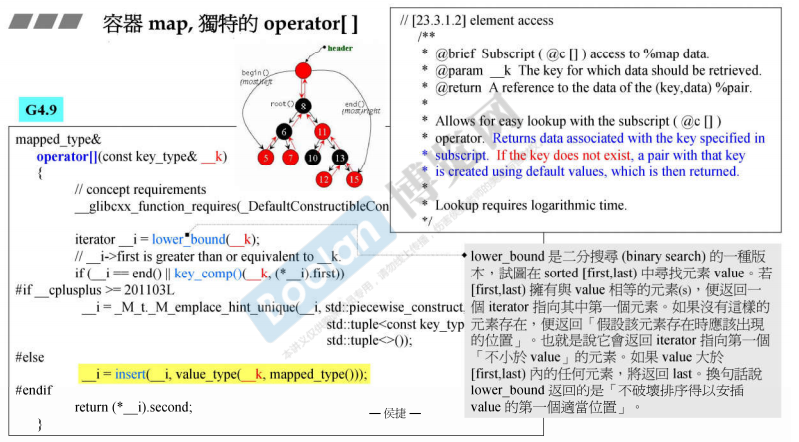 容器 map, 獨特的 operator[ ]
// [23.3.1.2] element access
/**
* @brief Subscript ( @c [] ) access to %map data.
* @param __k The key for which data should be retrieved.
* @return A reference to the data of the (key,data) %pair.
*
* Allows for easy lookup with the subscript ( @c [] )
* operator. Returns data associated with the key specified in
* subscript. If the key does not exist, a pair with that key
* is created using default values, which is then returned.
*
* Lookup requires logarithmic time.
*/
header
begin()
(most)left
root()
end()
(most)right
8
6
11
5
7
10
13
12
15
G4.9
mapped_type&
operator[](const key_type& __k)
{
// concept requirements
__glibcxx_function_requires(_DefaultConstructibleCon
iterator __i = lower_bound(__k);
// __i->first is greater than or equivalent to __k.
if (__i == end() || key_comp()(__k, (*__i).first))
#if __cplusplus >= 201103L
__i = _M_t._M_emplace_hint_unique(__i, std::piecewise_construct,
std::tuple<const key_typ
std::tuple<>());
#else
__i = insert(__i, value_type(__k, mapped_type()));
#endif
return (*__i).second;
}
lower_bound 是二分搜尋 (binary search) 的一種版
本，試圖在 sorted [first,last) 中尋找元素 value。若
[first,last) 擁有與 value 相等的元素(s)，便返回一
個 iterator 指向其中第一個元素。如果沒有這樣的
元素存在，便返回「假設該元素存在時應該出現
的位置」。也就是說它會返回 iterator 指向第一個
「不小於 value」的元素。如果 value 大於
[first,last) 內的任何元素，將返回 last。換句話說
lower_bound 返回的是「不破壞排序得以安插
value 的第一個適當位置」。
— 侯捷 —
Boolan 博览网